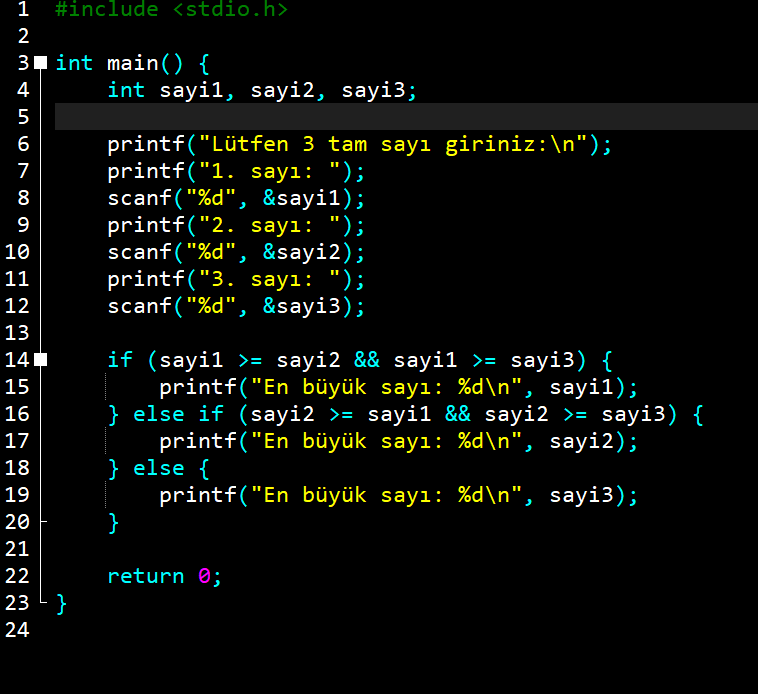 1 #include <stdio.h>
2
3 int main() {
4 int sayi1, sayi2, sayi3;
5
6 printf("Lütfen 3 tam sayı giriniz:\n");
7 printf("1. sayı: ");
8 scanf("%d", &sayi1);
9 printf("2. sayı: ");
10 scanf("%d", &sayi2);
11 printf("3. sayı: ");
12 scanf("%d", &sayi3);
13
14 if (sayi1 >= sayi2 && sayi1 >= sayi3) {
15 printf("En büyük sayı: %d\n", sayi1);
16 } else if (sayi2 >= sayi1 && sayi2 >= sayi3) {
17 printf("En büyük sayı: %d\n", sayi2);
18 } else {
19 printf("En büyük sayı: %d\n", sayi3);
20 }
21
22 return 0;
23 }
24